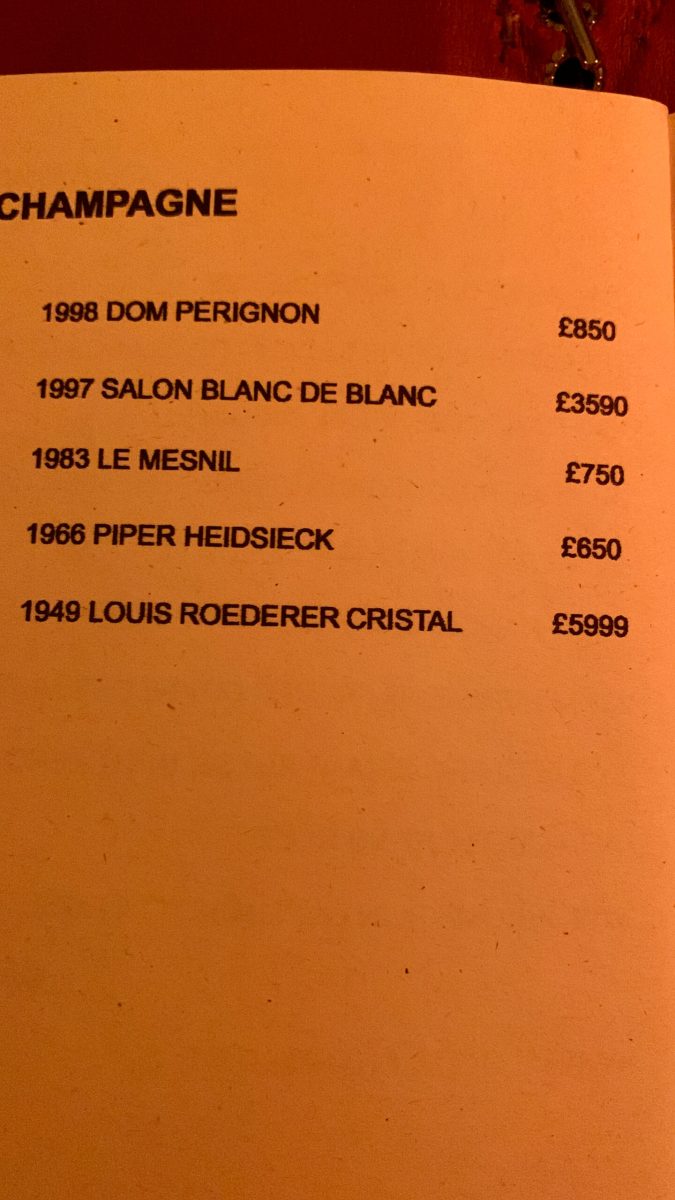 CHAMPAGNE
1998 DOM PERIGNON £850
1997 SALON BLANC DE BLANC £3590
1983 LE MESNIL £750
1966 PIPER HEIDSIECK £650
1949 LOUIS ROEDERER CRISTAL £5999